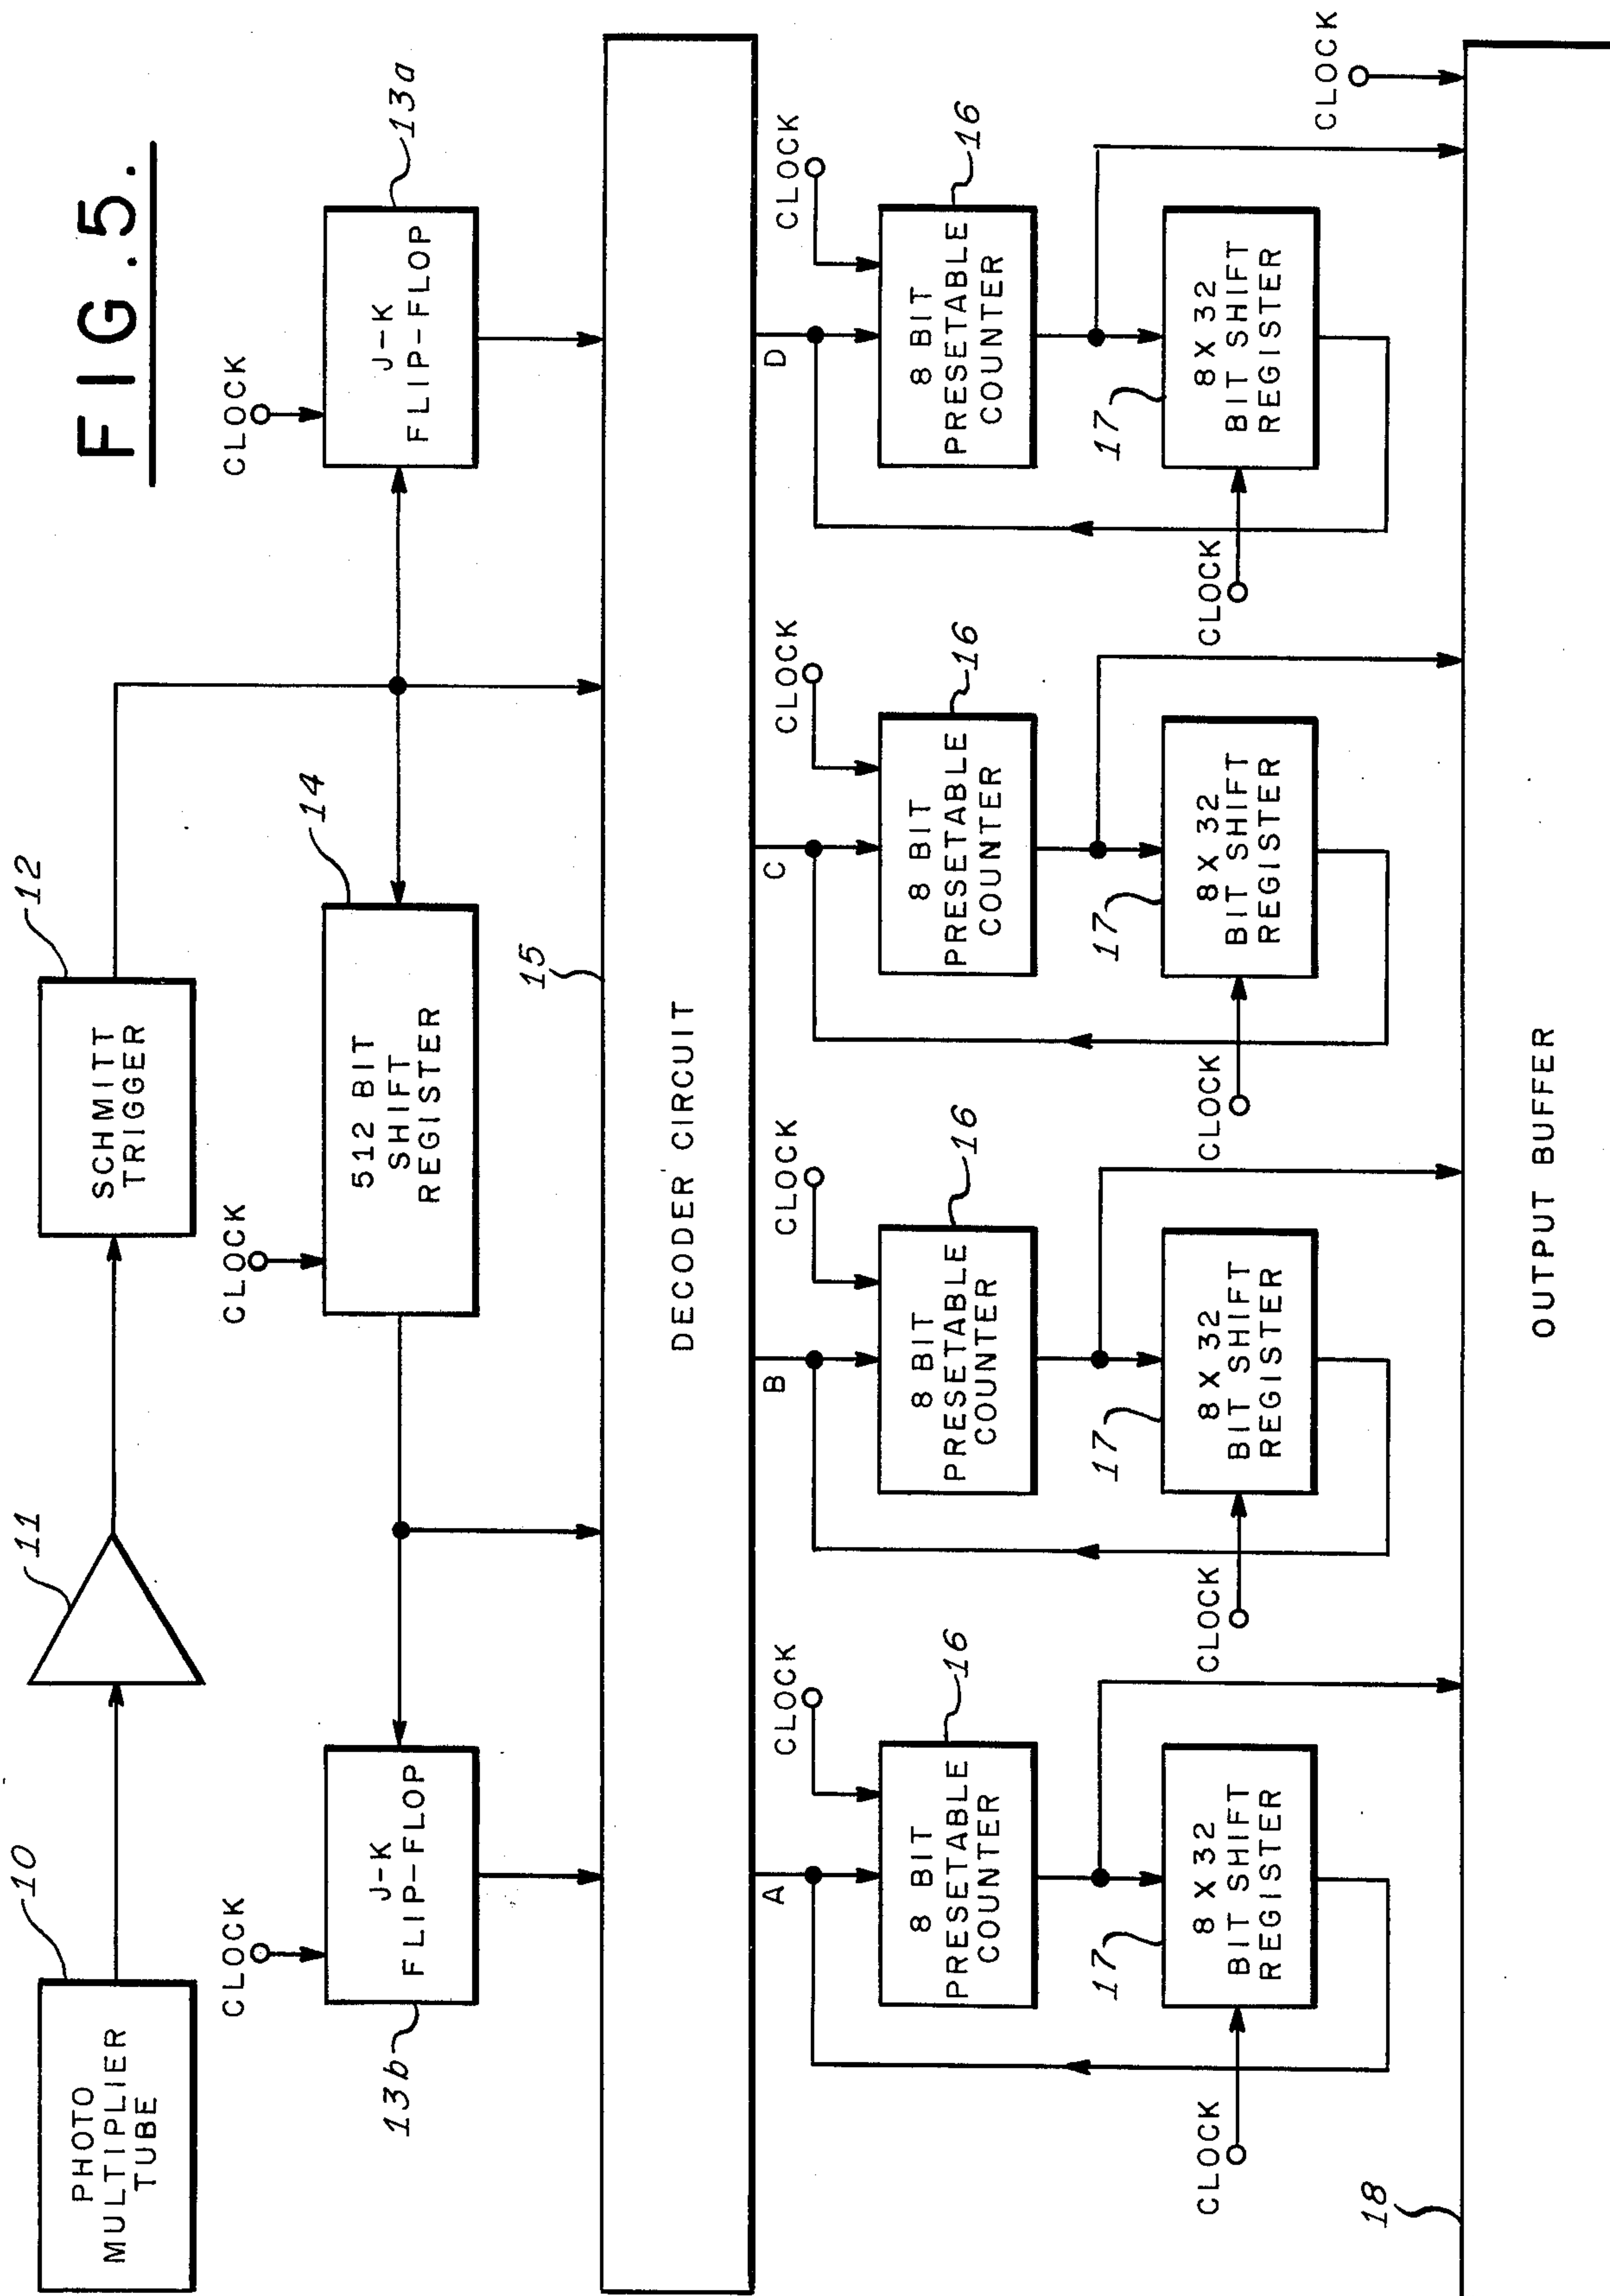 FIG.5.
10
PHOTO
MULTIPLIER
TUBE
11
12
SCHMITT
TRIGGER
CLOCK
J-K
FLIP-FLOP
13b
CLOCK
512 BIT
SHIFT
REGISTER
14
CLOCK
J-K
FLIP-FLOP
13a
15
DECODER CIRCUIT
A
B
C
D
CLOCK
8 BIT
PRESETABLE
COUNTER
16
CLOCK
8 BIT
PRESETABLE
COUNTER
16
CLOCK
8 BIT
PRESETABLE
COUNTER
16
CLOCK
8 BIT
PRESETABLE
COUNTER
16
CLOCK
17
8 X 32
BIT SHIFT
REGISTER
CLOCK
17
8 X 32
BIT SHIFT
REGISTER
CLOCK
17
8 X 32
BIT SHIFT
REGISTER
CLOCK
17
8 X 32
BIT SHIFT
REGISTER
CLOCK
18
OUTPUT BUFFER